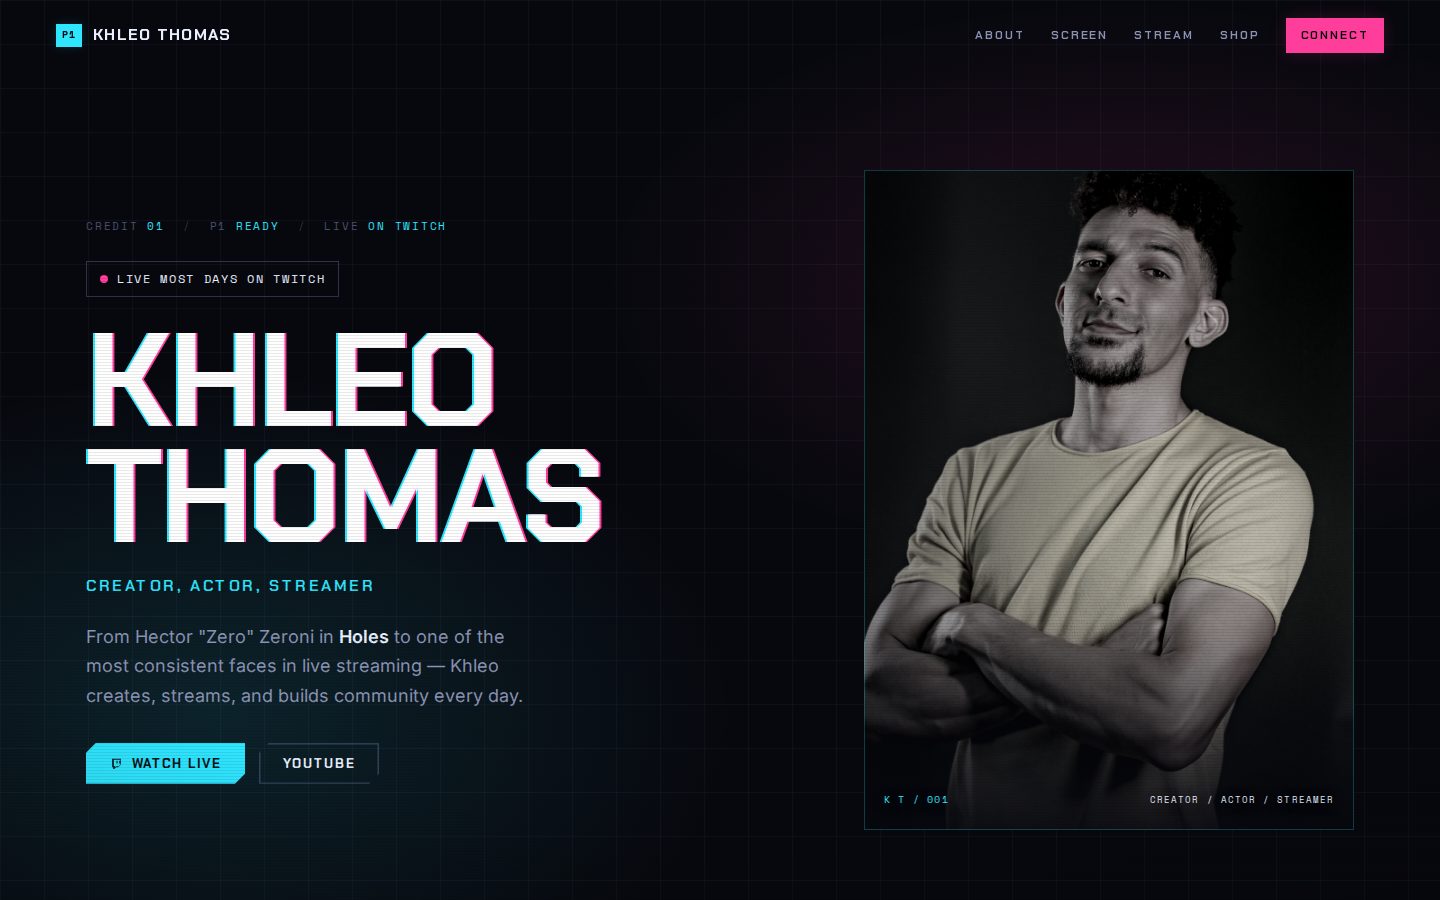 P1 KHLEO THOMAS
ABOUT SCREEN STREAM SHOP CONNECT
CREDIT 01 / P1 READY / LIVE ON TWITCH
LIVE MOST DAYS ON TWITCH
KHLEO
THOMAS
CREATOR, ACTOR, STREAMER
From Hector "Zero" Zeroni in Holes to one of the
most consistent faces in live streaming — Khleo
creates, streams, and builds community every day.
WATCH LIVE YOUTUBE
K T / 001 CREATOR / ACTOR / STREAMER